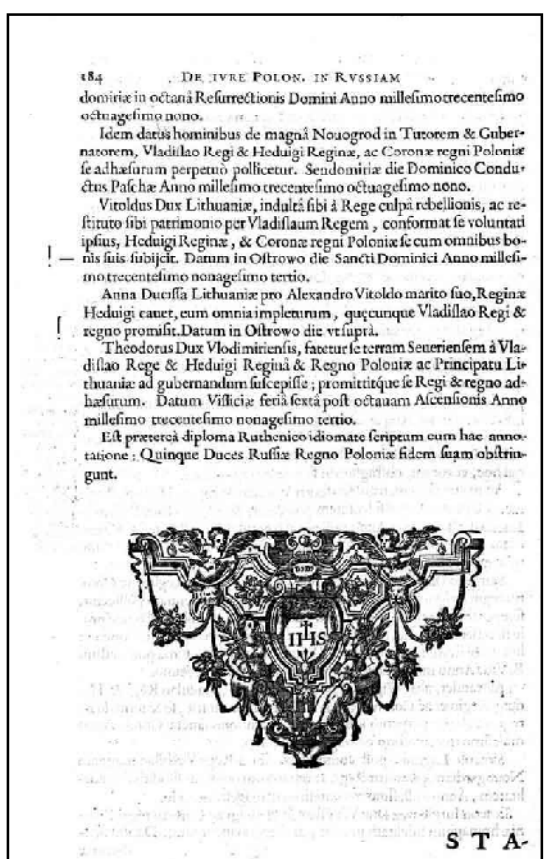 184 DE IVRE POLON. IN RVSSIAM
domiriæ in octauâ Resurrectionis Domini Anno millesimotrecentesimo
octuagesimo nono.
Idem datus hominibus de magnâ Nouogrod in Tutorem & Guber-
natorem, Vladislao Regi & Heduigi Reginæ, ac Coronæ regni Poloniæ
se adhæsurum perpetuò pollicetur. Sendomiriæ die Dominico Condu-
ctus Paschæ Anno millesimo trecentesimo octuagesimo nono.
Vitoldus Dux Lithuaniæ, indultâ sibi à Rege culpâ rebellionis, ac re-
stituto sibi patrimonio per Vladislaum Regem, conformat se voluntati
ipsius, Heduigi Reginæ, & Coronæ regni Poloniæ se cum omnibus bo-
nis suis subijcit. Datum in Ostrowo die Sancti Dominici Anno millesi-
mo trecentesimo nonagesimo tertio.
Anna Ducissa Lithuaniæ pro Alexandro Vitoldo marito suo, Reginæ
Heduigi cauet, eum omnia impleturum, quęcunque Vladislao Regi &
regno promisit. Datum in Ostrowo die vt suprà.
Theodorus Dux Vlodimiriensis, fatetur se terram Seueriensem à Vla-
dislao Rege & Heduigi Reginâ & Regno Poloniæ ac Principatu Li-
thuaniæ ad gubernandum suscepisse; promittitque se Regi & regno ad-
hæsurum. Datum Visliciæ feriâ sextâ post octauam Ascensionis Anno
millesimo trecentesimo nonagesimo tertio.
Est præterea diploma Ruthenico idiomate scriptum cum hac anno-
tatione: Quinque Duces Russiæ Regno Poloniæ fidem suam obstrin-
gunt.
IHS
S T A-